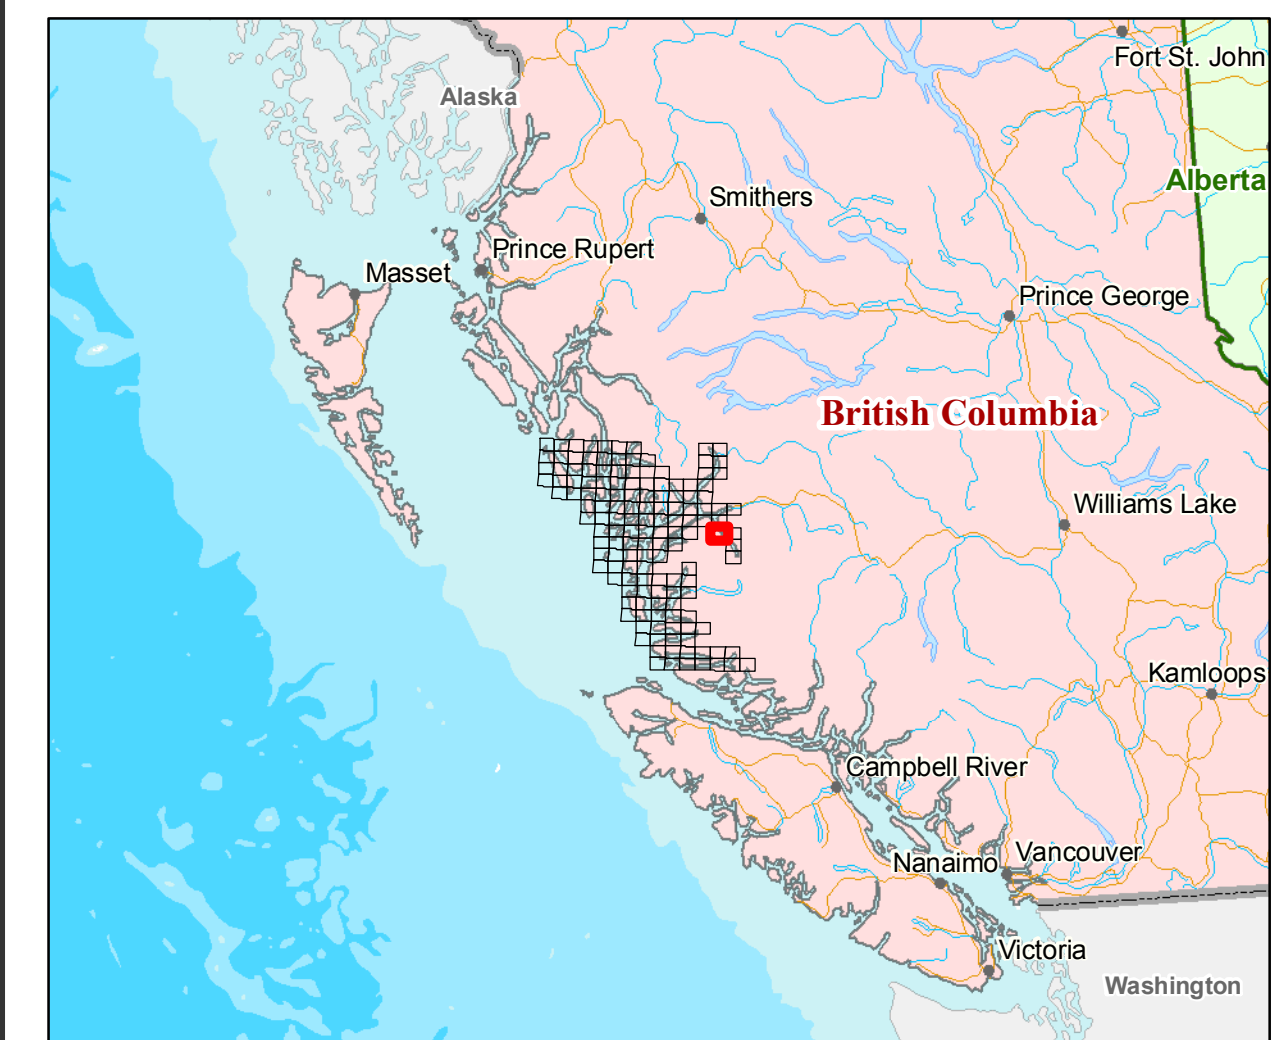 Fort St. John
Alaska
Alberta
Smithers
Prince Rupert
Masset
Prince George
British Columbia
Williams Lake
Kamloops
Campbell River
Nanaimo
Vancouver
Victoria
Washington